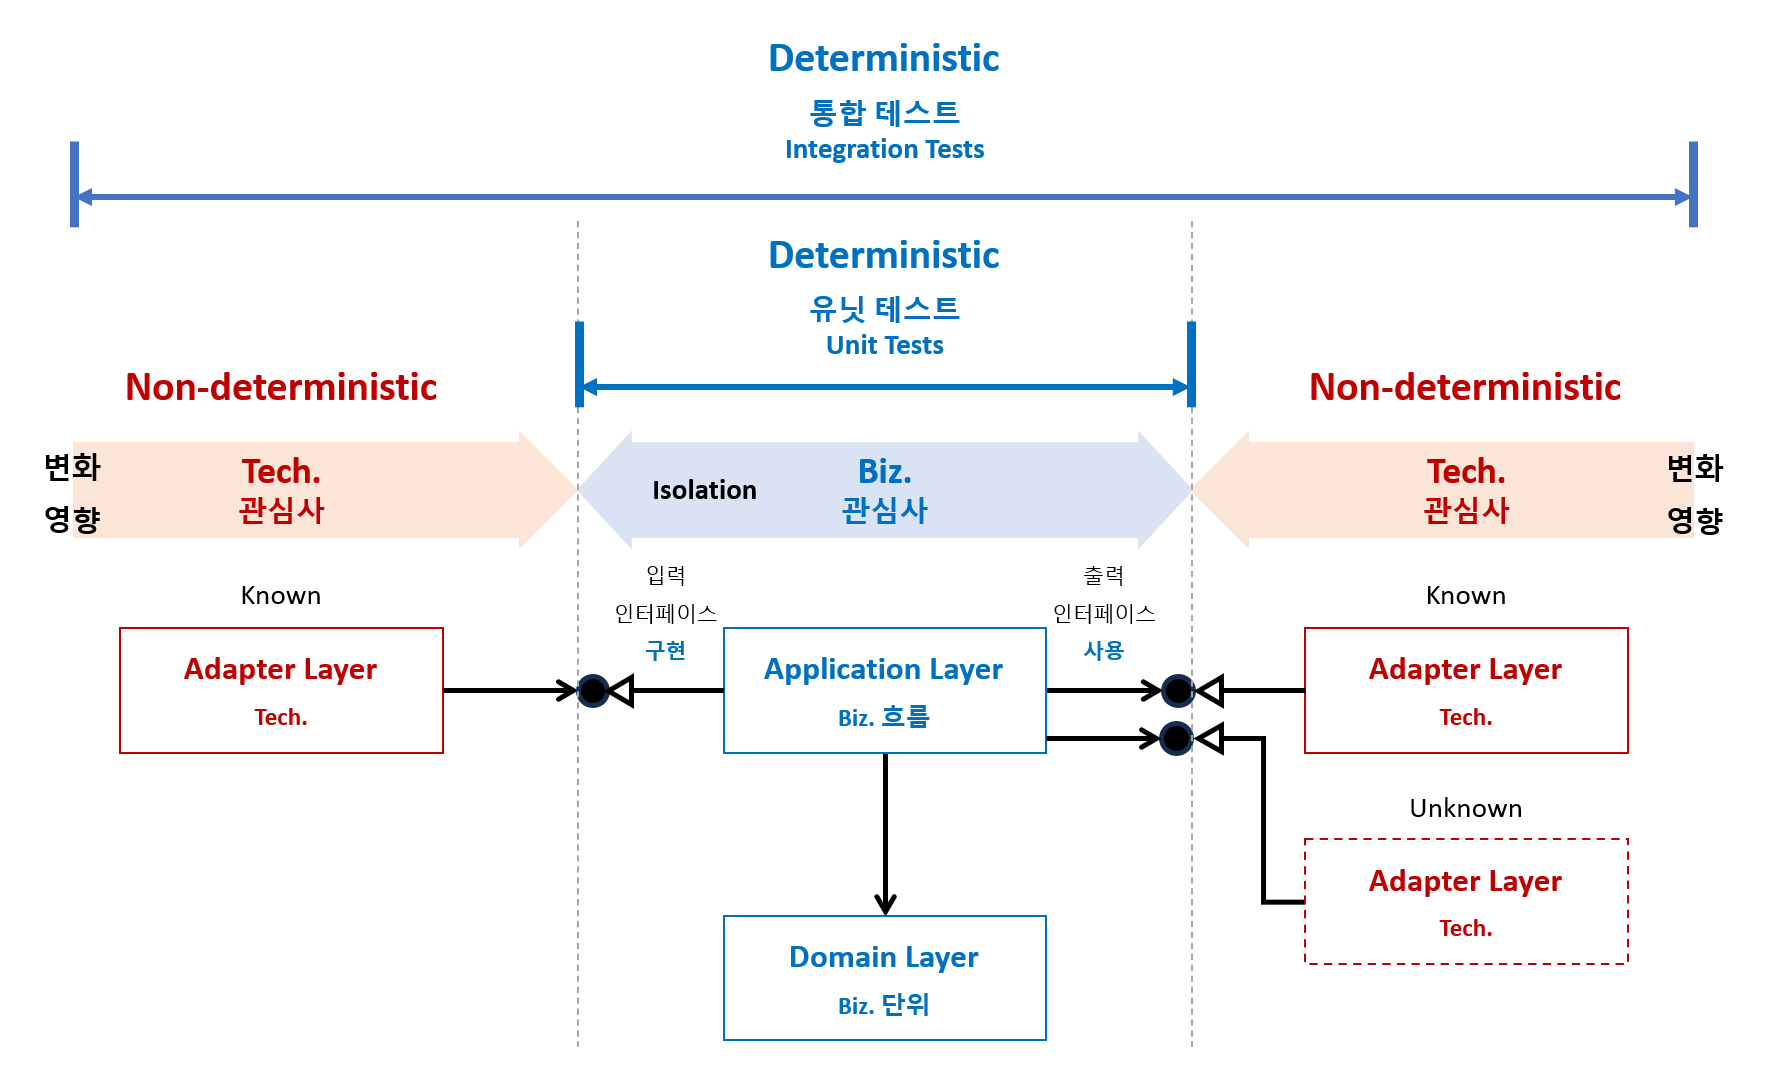 Deterministic
통합 테스트
Integration Tests
Deterministic
유닛 테스트
Unit Tests
Non-deterministic
Non-deterministic
변화
영향
Tech.
관심사
Isolation
Biz.
관심사
Tech.
관심사
변화
영향
Known
입력
인터페이스
구현
출력
인터페이스
사용
Known
Adapter Layer
Tech.
Application Layer
Biz. 흐름
Adapter Layer
Tech.
Unknown
Adapter Layer
Tech.
Domain Layer
Biz. 단위